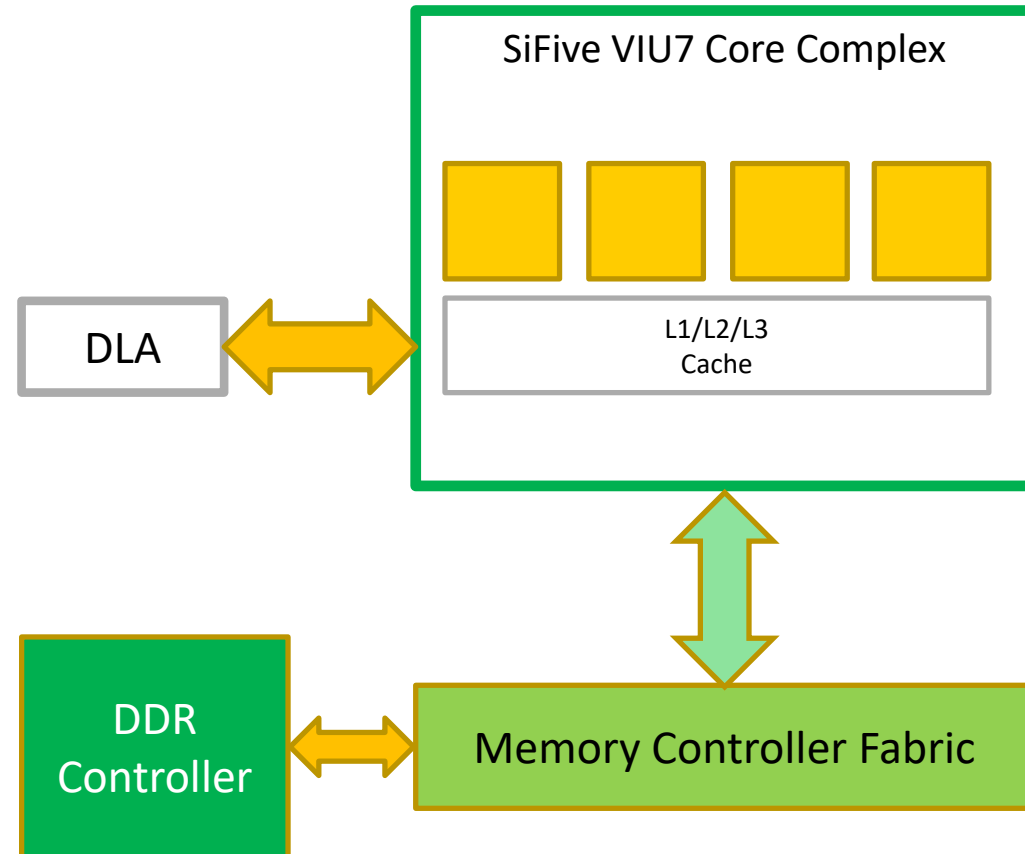 SiFive VIU7 Core Complex
DLA
L1/L2/L3
Cache
DDR
Controller
Memory Controller Fabric